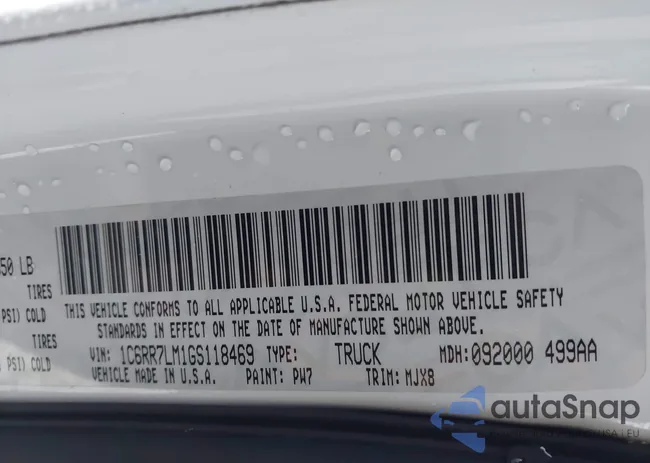 50 LB
TIRES
PSI) COLD
TIRES
PSI) COLD
THIS VEHICLE CONFORMS TO ALL APPLICABLE U.S.A. FEDERAL MOTOR VEHICLE SAFETY
STANDARDS IN EFFECT ON THE DATE OF MANUFACTURE SHOWN ABOVE.
VIN: 1C6RR7LM1GS118469 TYPE: TRUCK MDH: 092000 499AA
VEHICLE MADE IN U.S.A. PAINT: PW7 TRIM: MJX8
autaSnap